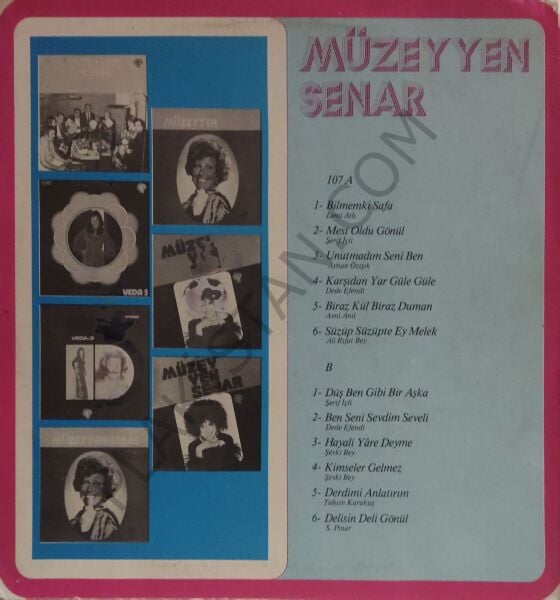 MÜZEYYEN
SENAR
107 A
1- Bilmemki Safa
Lemi Atlı
2- Mest Oldu Gönül
Şerif İçli
3- Unutmadım Seni Ben
Ayhan Özışık
4- Karşıdan Yar Güle Güle
Dede Efendi
5- Biraz Kül Biraz Duman
Avni Anıl
6- Süzüp Süzüpte Ey Melek
Ali Rıfat Bey
B
1- Düş Ben Gibi Bir Aşka
Şerif İçli
2- Ben Seni Sevdim Seveli
Dede Efendi
3- Hayali Yâre Deyme
Şevki Bey
4- Kimseler Gelmez
Şevki Bey
5- Derdimi Anlatırım
Tahsin Karakuş
6- Delisin Deli Gönül
S. Pınar
SENAR
MÜZEYYEN
VEDA 5
VEDA-3
MÜZEY
YEN
SENAR
MÜZEYYEN SENAR